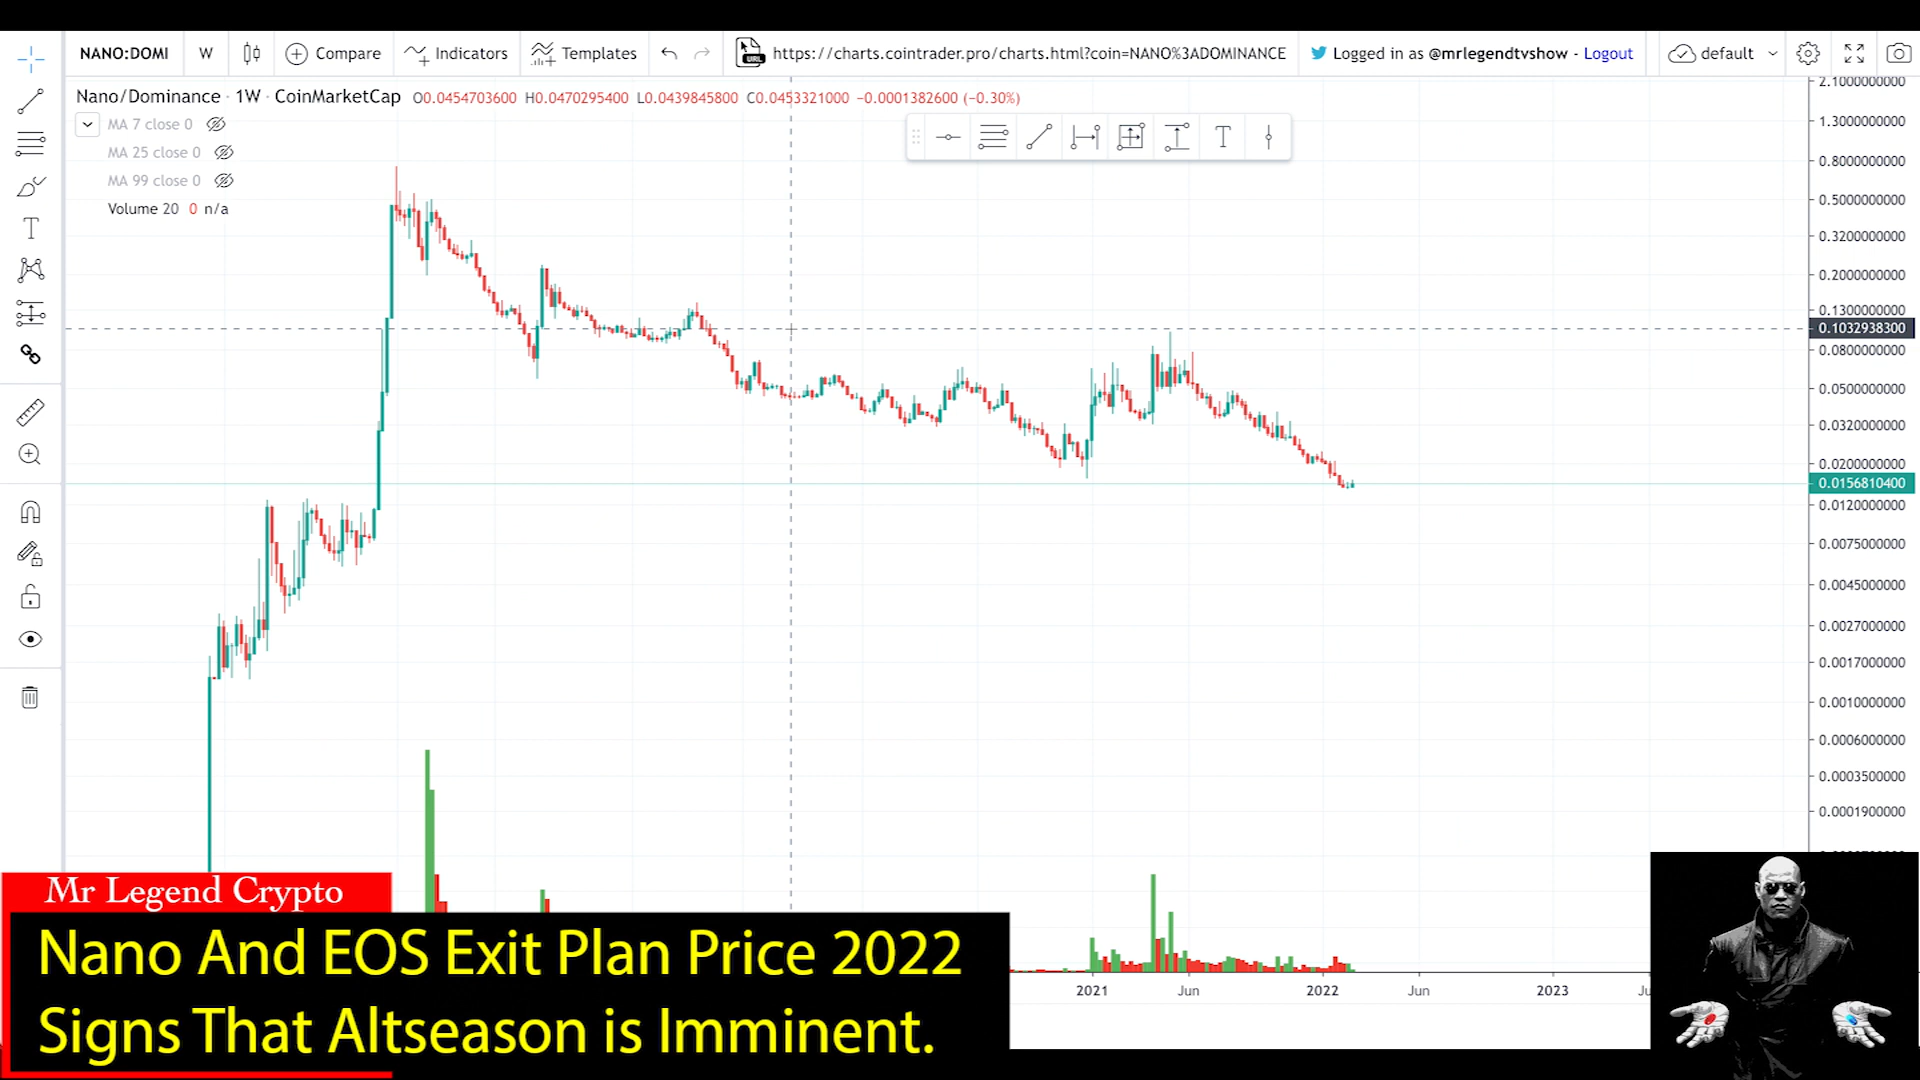 NANO:DOMI W Compare Indicators Templates https://charts.cointrader.pro/charts.html?coin=NANO%3ADOMINANCE Logged in as @mrlegendtvshow - Logout default
Nano/Dominance · 1W · CoinMarketCap O0.0454703600 H0.0470295400 L0.0439845800 C0.0453321000 −0.0001382600 (−0.30%)
MA 7 close 0
MA 25 close 0
MA 99 close 0
Volume 20 0 n/a
2.1000000000
1.3000000000
0.8000000000
0.5000000000
0.3200000000
0.2000000000
0.1300000000
0.1032938300
0.0800000000
0.0500000000
0.0320000000
0.0200000000
0.0156810400
0.0120000000
0.0075000000
0.0045000000
0.0027000000
0.0017000000
0.0010000000
0.0006000000
0.0003500000
0.0001900000
2021 Jun 2022 Jun 2023
Mr Legend Crypto
Nano And EOS Exit Plan Price 2022
Signs That Altseason is Imminent.